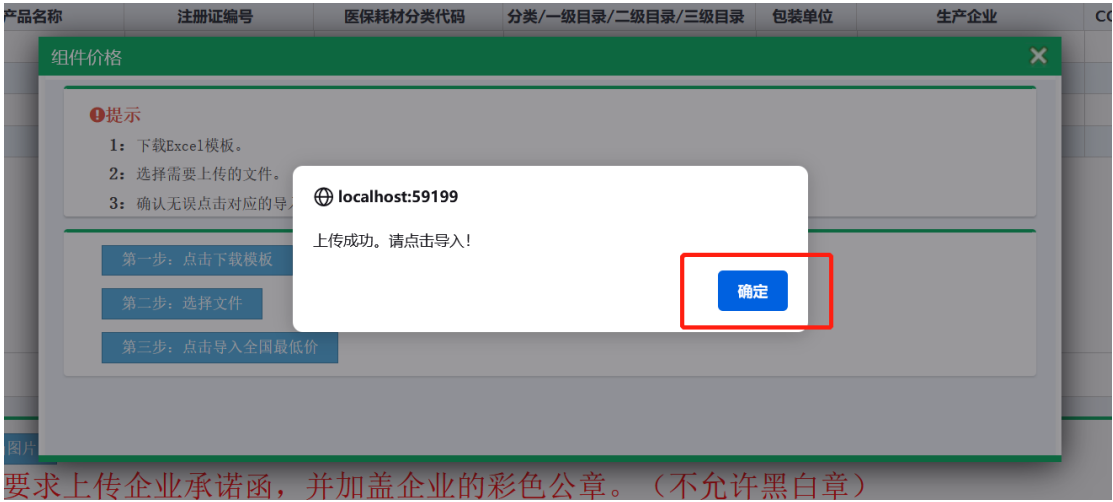 产品名称 注册证编号 医保耗材分类代码 分类/一级目录/二级目录/三级目录 包装单位 生产企业
组件价格
提示
1: 下载Excel模板。
2: 选择需要上传的文件。
3: 确认无误点击对应的导
localhost:59199
上传成功。请点击导入!
确定
第一步: 点击下载模板
第二步: 选择文件
第三步: 点击导入全国最低价
图片
要求上传企业承诺函，并加盖企业的彩色公章。（不允许黑白章）